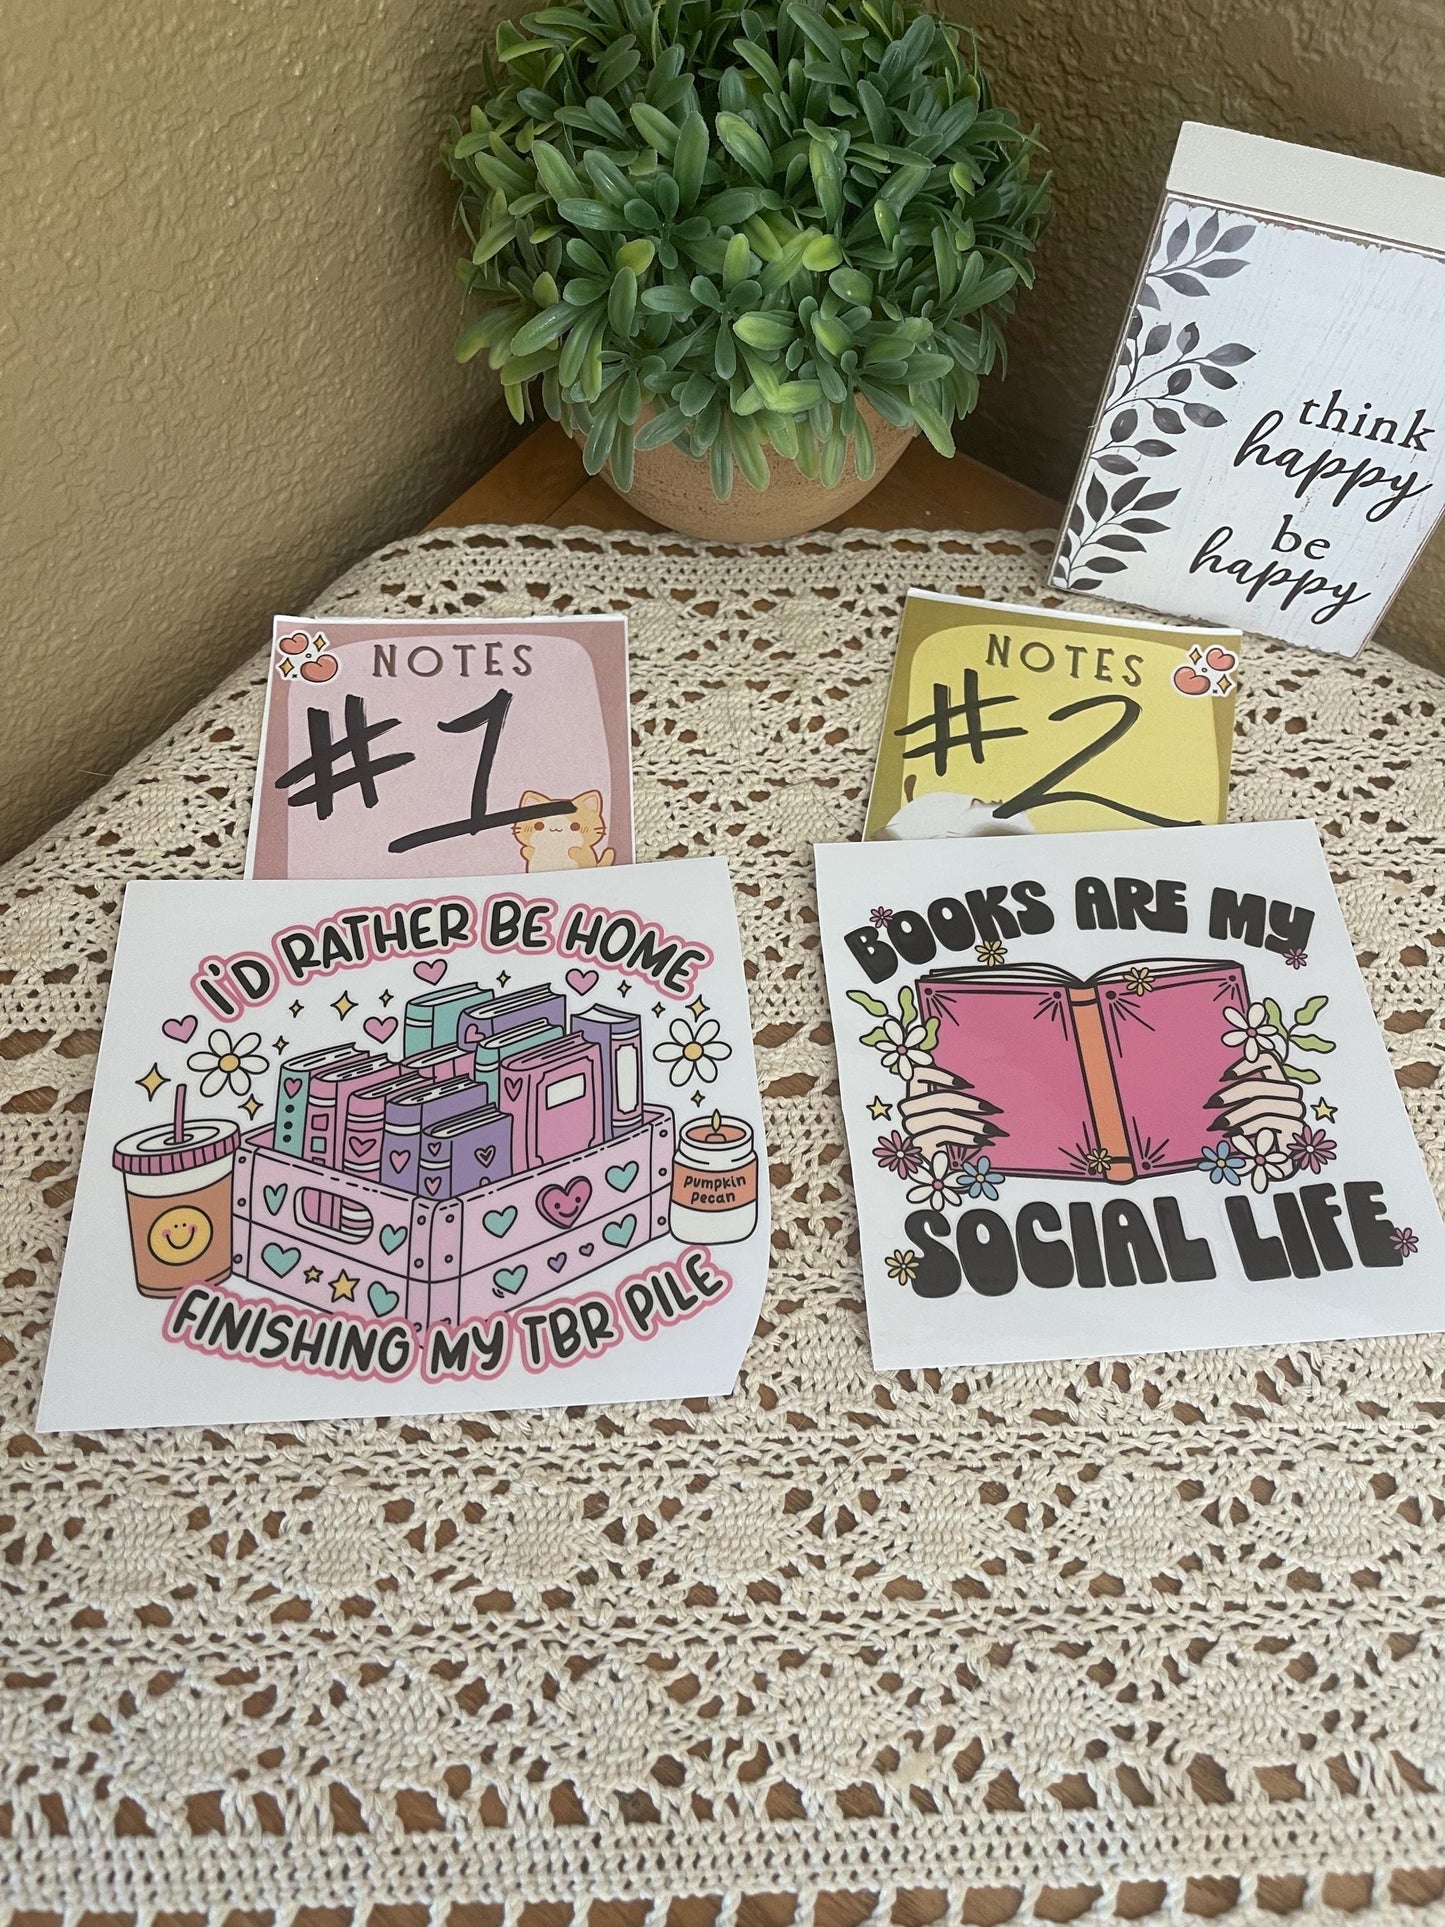 think
happy
be
happy
NOTES
#1
NOTES
#2
I'D RATHER BE HOME
Pumpkin
Pecan
FINISHING MY TBR PILE
BOOKS ARE MY
SOCIAL LIFE